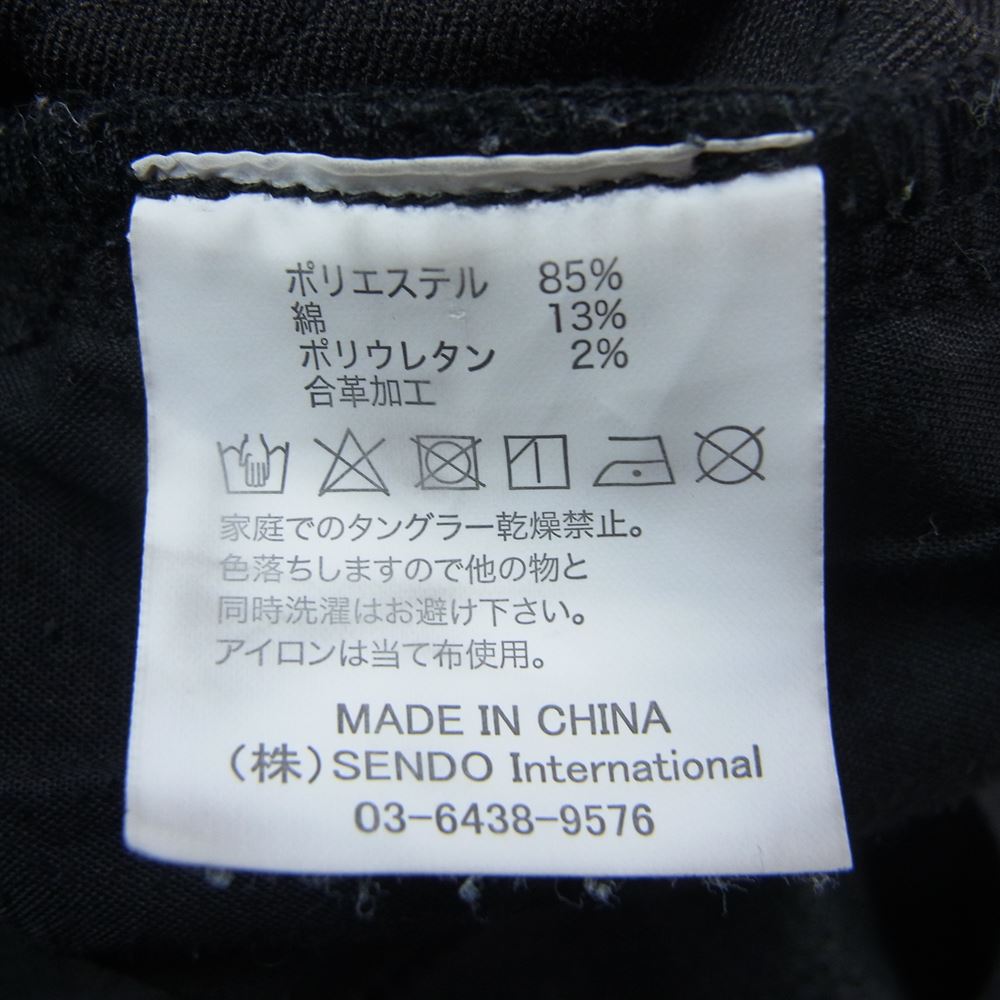 ポリエステル 85%
綿 13%
ポリウレタン 2%
合革加工
家庭でのタングラー乾燥禁止。
色落ちしますので他の物と
同時洗濯はお避け下さい。
アイロンは当て布使用。
MADE IN CHINA
(株)SENDO International
03-6438-9576